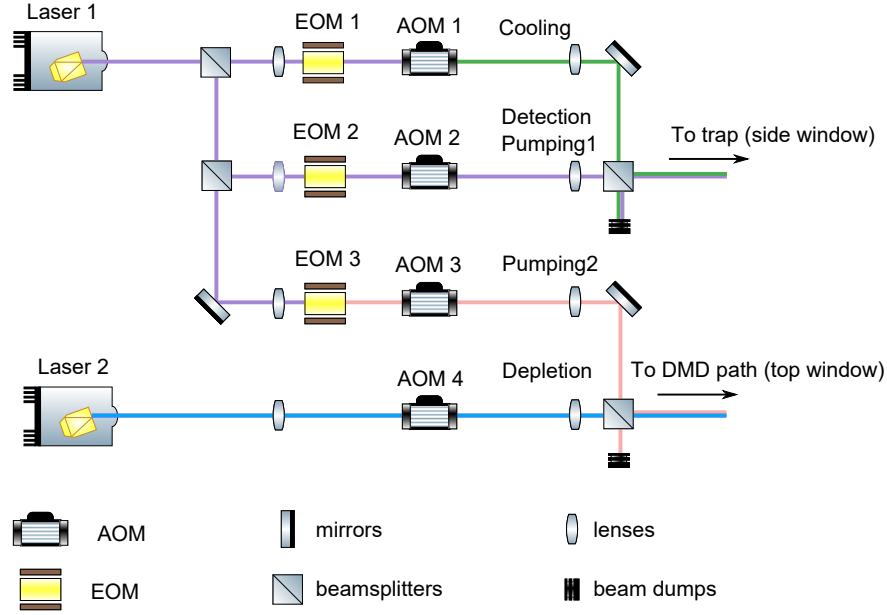 Laser 1
EOM 1
AOM 1
Cooling
EOM 2
AOM 2
Detection
Pumping1
To trap (side window)
EOM 3
AOM 3
Pumping2
Laser 2
AOM 4
Depletion
To DMD path (top window)
AOM
mirrors
lenses
EOM
beamsplitters
beam dumps